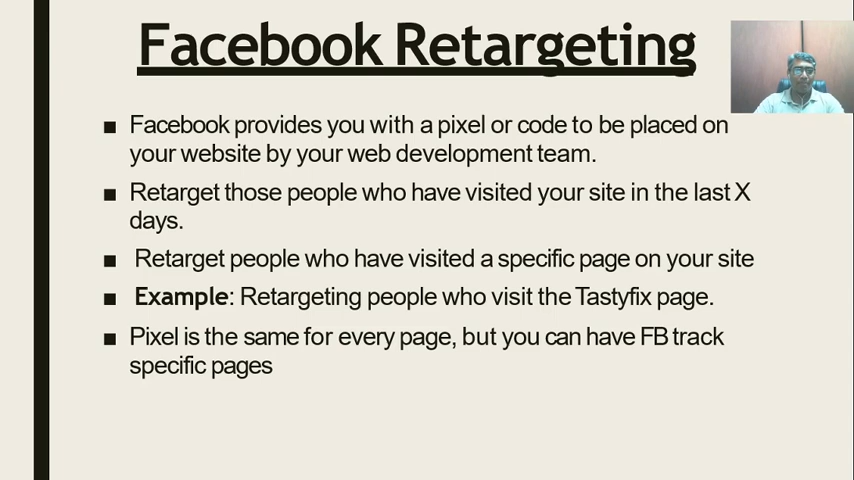 Facebook Retargeting
■ Facebook provides you with a pixel or code to be placed on
your website by your web development team.
■ Retarget those people who have visited your site in the last X
days.
■ Retarget people who have visited a specific page on your site
■ Example: Retargeting people who visit the Tastyfix page.
■ Pixel is the same for every page, but you can have FB track
specific pages